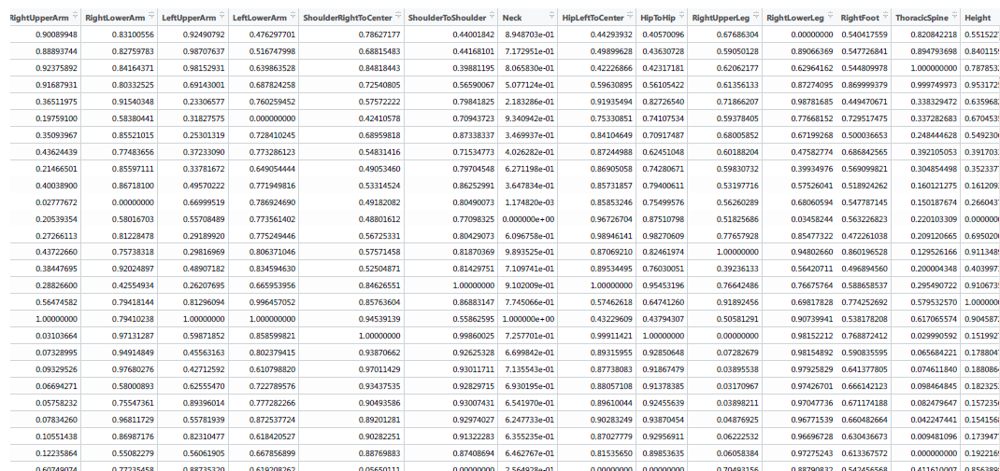 RightUpperArm RightLowerArm LeftUpperArm LeftLowerArm ShoulderRightToCenter ShoulderToShoulder Neck HipLeftToCenter HipToHip RightUpperLeg RightLowerLeg RightFoot ThoracicSpine Height
0.90089948 0.83100556 0.92490792 0.476297701 0.78627177 0.44001842 8.948703e-01 0.44293932 0.40570096 0.67686304 0.00000000 0.540417559 0.820842218 0.551522
0.88893744 0.82759783 0.98707637 0.516747998 0.68815483 0.44168101 7.172951e-01 0.49899628 0.43630728 0.59050128 0.89066369 0.547726841 0.894793698 0.840115
0.92375892 0.84164371 0.98152931 0.639863528 0.84818443 0.39881195 8.065830e-01 0.42226866 0.42317181 0.62062177 0.62964162 0.544809978 1.000000000 0.787853
0.91687931 0.80332525 0.69143001 0.687824258 0.72540805 0.56590067 5.077124e-01 0.59630895 0.56105422 0.61356133 0.87274095 0.869999379 0.999749973 0.953172
0.36511975 0.91540348 0.23306577 0.760259452 0.57572222 0.79841825 2.183286e-01 0.91935494 0.82726540 0.71866207 0.98781685 0.449470671 0.338329472 0.635968
0.19759100 0.58380441 0.31827575 0.000000000 0.42410578 0.70943723 9.340942e-01 0.75330851 0.74107534 0.59378405 0.77668152 0.729517475 0.337282683 0.670453
0.35093967 0.85521015 0.25301319 0.728410245 0.68959818 0.87338337 3.469937e-01 0.84104649 0.70917487 0.68005852 0.67199268 0.500036653 0.248444628 0.549230
0.43624439 0.77483656 0.37233090 0.773286123 0.54831416 0.71534773 4.026282e-01 0.87244988 0.62451048 0.60188204 0.47582774 0.686842565 0.392105053 0.391703
0.21466501 0.85597111 0.33781672 0.649054444 0.49053460 0.79704548 6.271198e-01 0.86905058 0.74280671 0.59830732 0.39934976 0.569099821 0.304854498 0.352337
0.40038900 0.86718100 0.49570222 0.771949816 0.53314524 0.86252991 3.647834e-01 0.85731857 0.79400611 0.53197716 0.57526041 0.518924262 0.160121275 0.161209
0.02777672 0.00000000 0.66999519 0.786924690 0.49182082 0.80490073 1.174820e-03 0.85853246 0.75499576 0.56260289 0.68060594 0.547787145 0.150187674 0.266043
0.20539354 0.58016703 0.55708489 0.773561402 0.48801612 0.77098325 0.000000e+00 0.96726704 0.87510798 0.51825686 0.03458244 0.563226823 0.220103309 0.000000
0.27266113 0.81228478 0.29189920 0.775249446 0.56725331 0.80429073 6.096758e-01 0.98946141 0.98270609 0.77657928 0.85477322 0.472261038 0.209120665 0.695020
0.43722660 0.75738318 0.29816969 0.806371046 0.57571458 0.81870369 9.893525e-01 0.87069210 0.82461974 1.00000000 0.94802660 0.860196528 0.129526166 0.911348
0.38447695 0.92024897 0.48907182 0.834594630 0.52504871 0.81429751 7.109741e-01 0.89534495 0.76030051 0.39236133 0.56420711 0.496894560 0.200004348 0.403997
0.28826600 0.42554934 0.26207695 0.665953956 0.84626551 1.00000000 9.102009e-01 1.00000000 0.95453196 0.76642486 0.76675764 0.588658537 0.295490722 0.910673
0.56474582 0.79418144 0.81296094 0.996457052 0.85763604 0.86883147 7.745066e-01 0.57462618 0.64741260 0.91892456 0.69817828 0.774252692 0.579532570 1.000000
1.00000000 0.79410238 1.00000000 1.000000000 0.94539139 0.55862595 1.000000e+00 0.43229609 0.43794307 0.50581291 0.90739941 0.538178208 0.617065574 0.904587
0.03103664 0.97131287 0.59871852 0.858599821 1.00000000 0.99860025 7.257701e-01 0.99911421 1.00000000 0.00000000 0.98152212 0.768872412 0.029990592 0.151992
0.07328995 0.94914849 0.45563163 0.802379415 0.93870662 0.92625328 6.699842e-01 0.89315955 0.92850648 0.07282679 0.98154892 0.590835595 0.065684221 0.178804
0.09329526 0.97680276 0.42712592 0.610798820 0.97011429 0.93011711 7.135543e-01 0.87738083 0.91867479 0.03895538 0.97925829 0.641377805 0.074611840 0.188086
0.06694271 0.58000893 0.62555470 0.722789576 0.93437535 0.92829715 6.930195e-01 0.88057108 0.91378385 0.03170967 0.97426701 0.666142123 0.098464845 0.182325
0.05758232 0.75547361 0.89396014 0.777282266 0.90493586 0.93007431 6.541970e-01 0.89610044 0.92455639 0.03898211 0.97047736 0.671174188 0.082479647 0.157235
0.07834260 0.96811729 0.55781939 0.872537724 0.89201281 0.92974027 6.247733e-01 0.90283249 0.93870454 0.04876925 0.96771539 0.660482664 0.042247441 0.154156
0.10551438 0.86987176 0.82310477 0.618420527 0.90282251 0.91322283 6.355235e-01 0.87027779 0.92956911 0.06222532 0.96696728 0.630436673 0.009481096 0.173947
0.12235864 0.55082279 0.56061905 0.667856899 0.88769883 0.87408694 6.462767e-01 0.81535650 0.89853635 0.06058384 0.97275243 0.613367572 0.000000000 0.192216